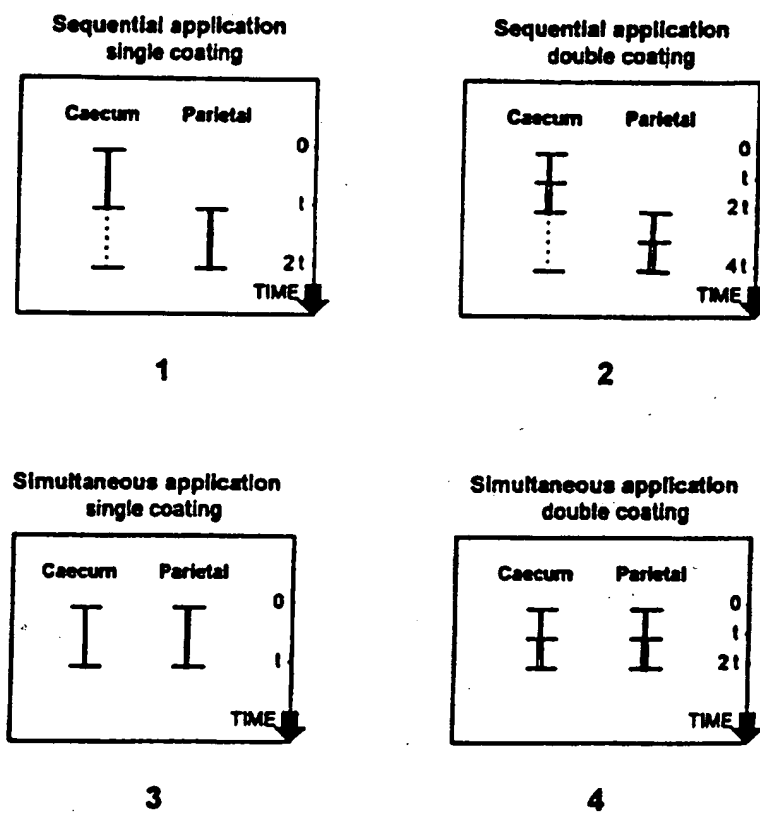 Sequential application
single coating
Caecum Parietal
0
t
2t
TIME
1
Sequential application
double coating
Caecum Parietal
0
t
2t
4t
TIME
2
Simultaneous application
single coating
Caecum Parietal
0
t
TIME
3
Simultaneous application
double coating
Caecum Parietal
0
t
2t
TIME
4